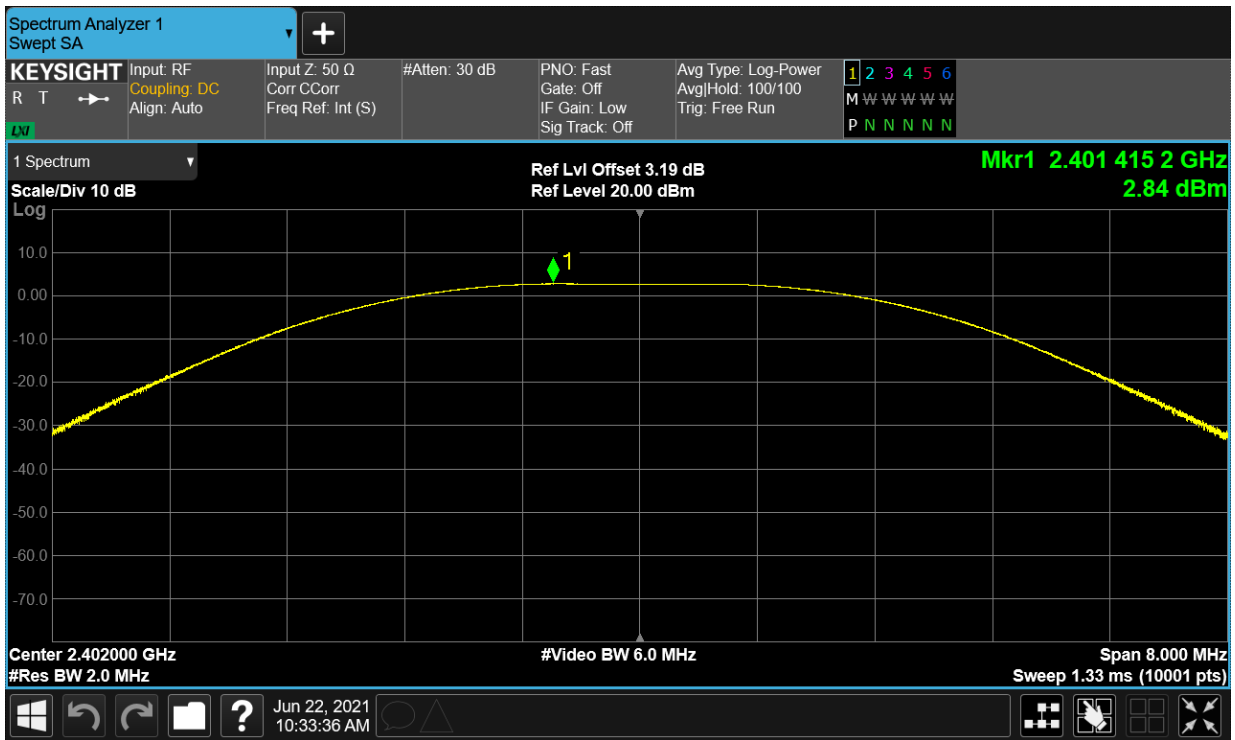 Spectrum Analyzer 1
Swept SA
+
KEYSIGHT
R T
LXI
Input: RF
Coupling: DC
Align: Auto
Input Z: 50 Ω
Corr CCorr
Freq Ref: Int (S)
#Atten: 30 dB
PNO: Fast
Gate: Off
IF Gain: Low
Sig Track: Off
Avg Type: Log-Power
Avg|Hold: 100/100
Trig: Free Run
1 2 3 4 5 6
M W W W W W
P N N N N N
1 Spectrum
Scale/Div 10 dB
Log
Ref Lvl Offset 3.19 dB
Ref Level 20.00 dBm
Mkr1 2.401 415 2 GHz
2.84 dBm
10.0
1
0.00
-10.0
-20.0
-30.0
-40.0
-50.0
-60.0
-70.0
Center 2.402000 GHz
#Video BW 6.0 MHz
Span 8.000 MHz
#Res BW 2.0 MHz
Sweep 1.33 ms (10001 pts)
?
Jun 22, 2021
10:33:36 AM